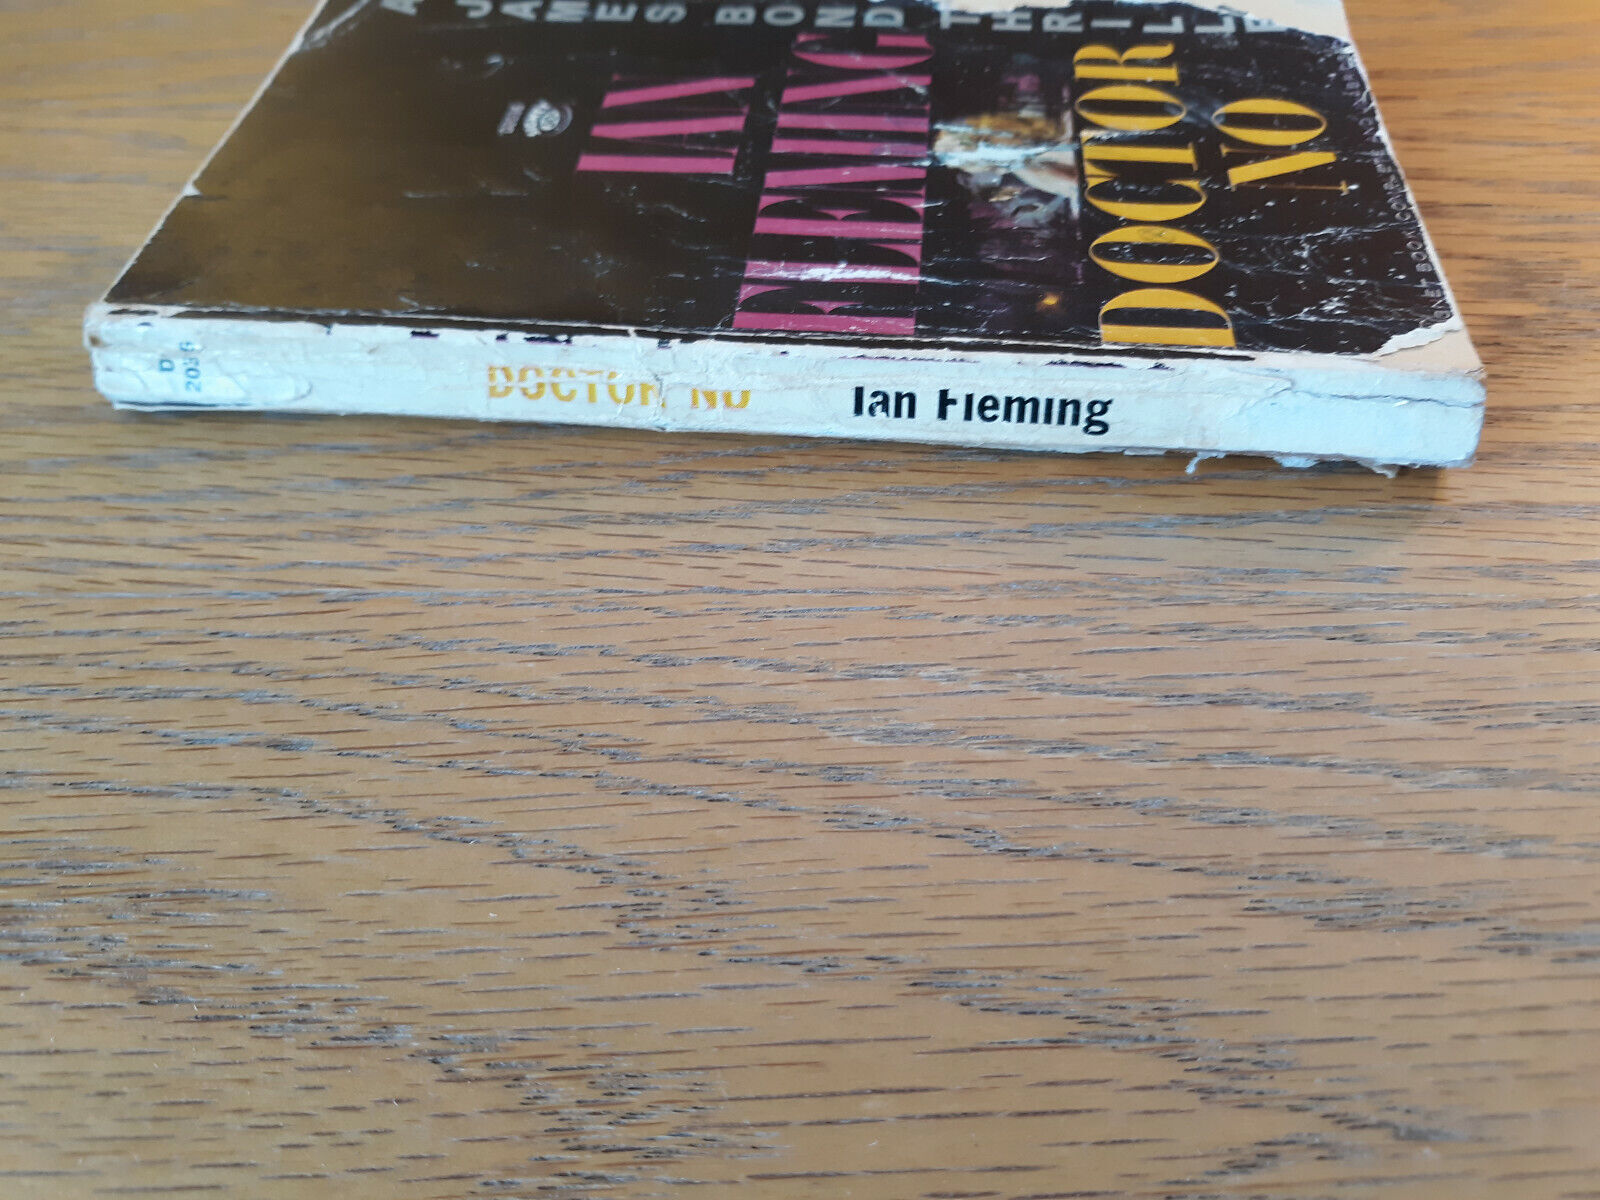 A JAMES BOND THRILLE
IAN
FLEMING
DOCTOR
NO
D
2036
DOCTOR NO Ian Fleming